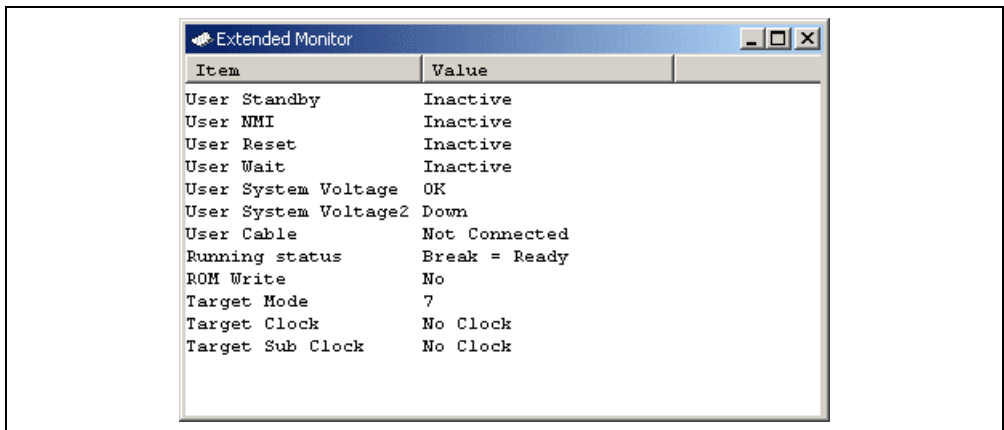 Extended Monitor
Item Value
User Standby Inactive
User NMI Inactive
User Reset Inactive
User Wait Inactive
User System Voltage OK
User System Voltage2 Down
User Cable Not Connected
Running status Break = Ready
ROM Write No
Target Mode 7
Target Clock No Clock
Target Sub Clock No Clock